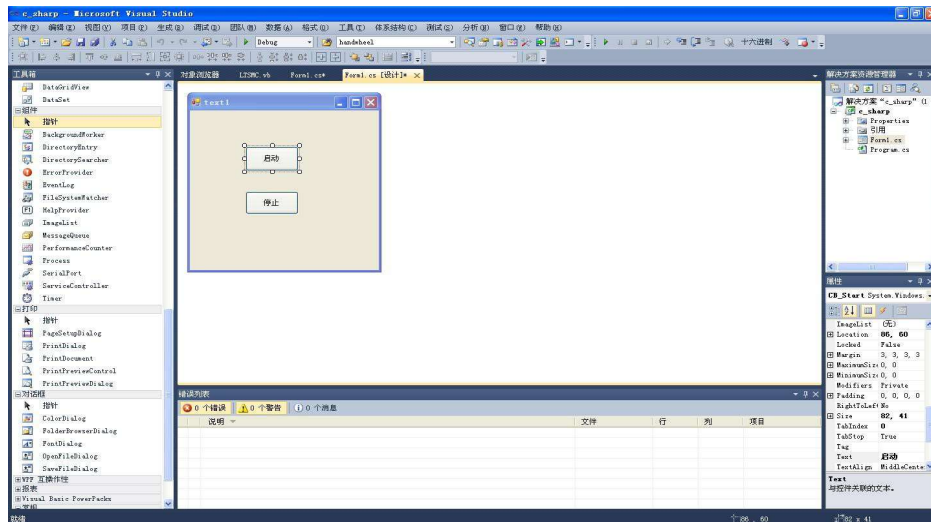 c_sharp - Microsoft Visual Studio
文件(F) 编辑(E) 视图(V) 项目(P) 生成(B) 调试(D) 团队(M) 数据(A) 格式(O) 工具(T) 体系结构(C) 测试(S) 分析(N) 窗口(W) 帮助(H)
Debug handwheel 十六进制
工具箱
DataGridView
DataSet
组件
指针
BackgroundWorker
DirectoryEntry
DirectorySearcher
ErrorProvider
EventLog
FileSystemWatcher
HelpProvider
ImageList
MessageQueue
PerformanceCounter
Process
SerialPort
ServiceController
Timer
打印
指针
PageSetupDialog
PrintDialog
PrintDocument
PrintPreviewControl
PrintPreviewDialog
对话框
指针
ColorDialog
FolderBrowserDialog
FontDialog
OpenFileDialog
SaveFileDialog
WPF 互操作性
报表
Visual Basic PowerPacks
常规
对象浏览器 LTSMC.vb Form1.cs* Form1.cs [设计]*
text1
启动
停止
错误列表
0 个错误 0 个警告 0 个消息
说明 文件 行 列 项目
解决方案资源管理器
解决方案 "c_sharp" (1
c_sharp
Properties
引用
Form1.cs
Program.cs
属性
CB_Start System.Windows.
ImageList (无)
Location 86, 60
Locked False
Margin 3, 3, 3, 3
MaximumSiz 0, 0
MinimumSiz 0, 0
Modifiers Private
Padding 0, 0, 0, 0
RightToLeft No
Size 82, 41
TabIndex 0
TabStop True
Tag
Text 启动
TextAlign MiddleCente
Text
与控件关联的文本。
就绪 86 , 60 82 x 41